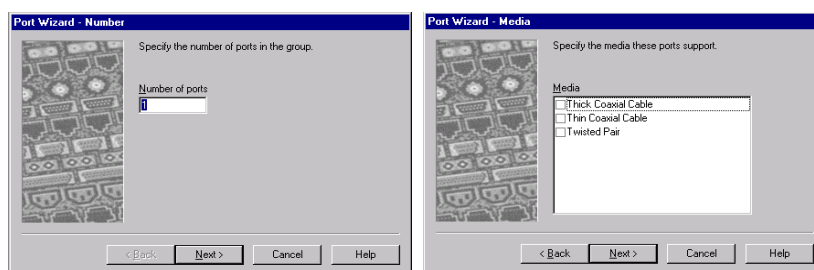 Port Wizard - Number
Specify the number of ports in the group.
Number of ports
1
< Back Next > Cancel Help
Port Wizard - Media
Specify the media these ports support.
Media
Thick Coaxial Cable
Thin Coaxial Cable
Twisted Pair
< Back Next > Cancel Help